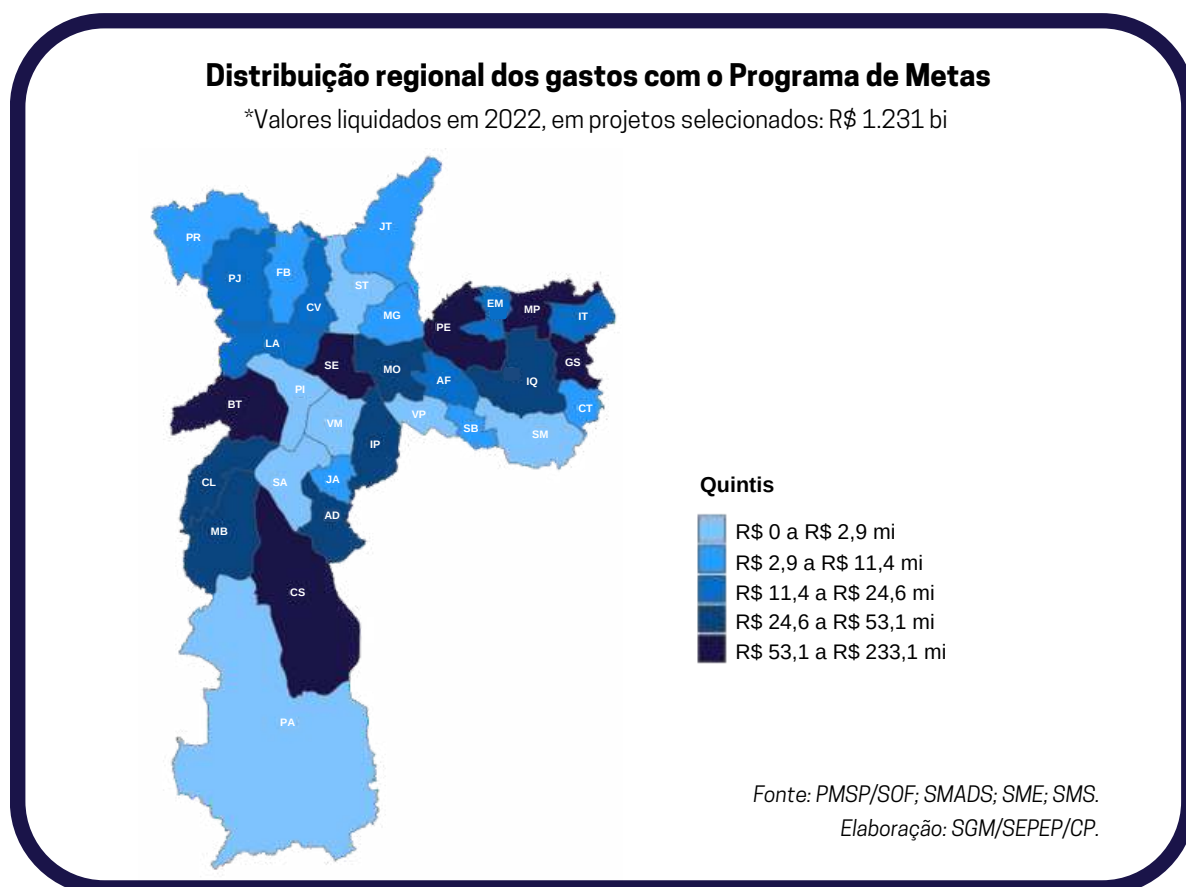 Distribuição regional dos gastos com o Programa de Metas
*Valores liquidados em 2022, em projetos selecionados: R$ 1.231 bi
JT
PR
FB
PJ
ST
CV
EM
MP
MG
IT
PE
LA
SE
GS
MO
AF
IQ
PI
BT
CT
VP
VM
SB
SM
IP
CL
SA
JA
AD
MB
CS
PA
Quintis
R$ 0 a R$ 2,9 mi
R$ 2,9 a R$ 11,4 mi
R$ 11,4 a R$ 24,6 mi
R$ 24,6 a R$ 53,1 mi
R$ 53,1 a R$ 233,1 mi
Fonte: PMSP/SOF; SMADS; SME; SMS.
Elaboração: SGM/SEPEP/CP.